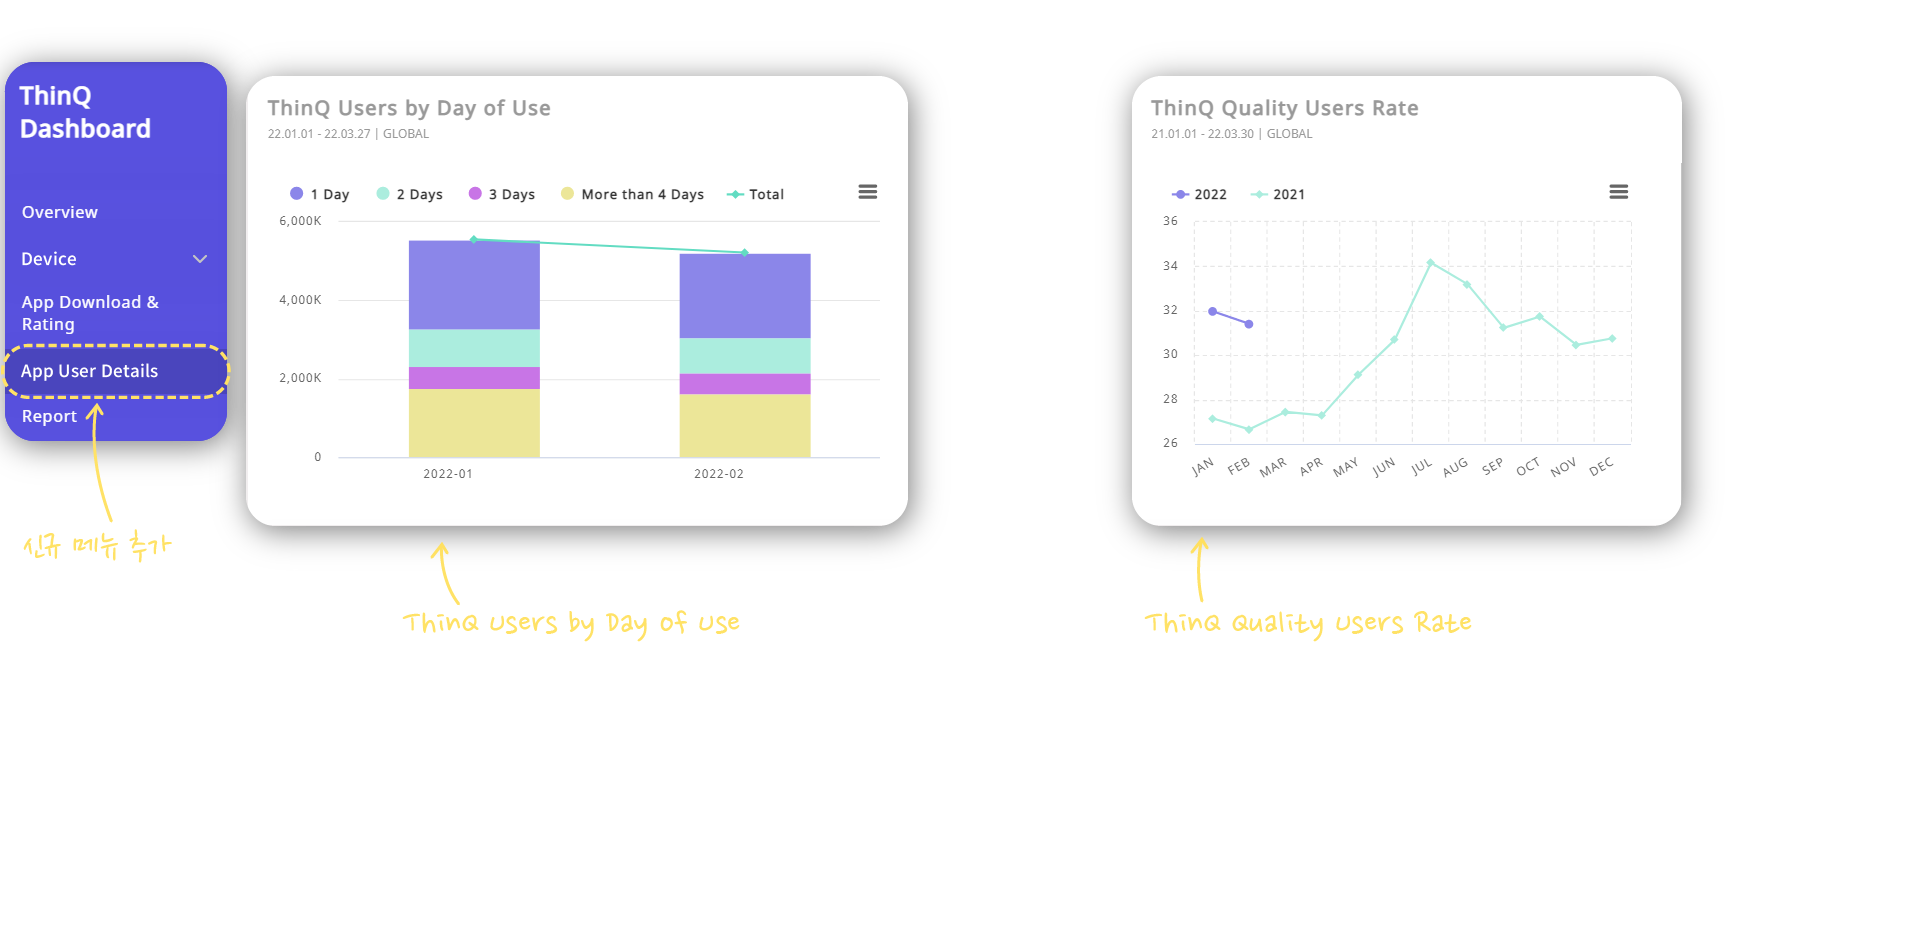 ThinQ
Dashboard
Overview
Device
App Download &
Rating
App User Details
Report
신규 메뉴 추가
ThinQ Users by Day of Use
22.01.01 - 22.03.27 | GLOBAL
1 Day
2 Days
3 Days
More than 4 Days
Total
6,000K
4,000K
2,000K
0
2022-01
2022-02
ThinQ Users by Day of Use
ThinQ Quality Users Rate
21.01.01 - 22.03.30 | GLOBAL
2022
2021
36
34
32
30
28
26
JAN
FEB
MAR
APR
MAY
JUN
JUL
AUG
SEP
OCT
NOV
DEC
ThinQ Quality Users Rate